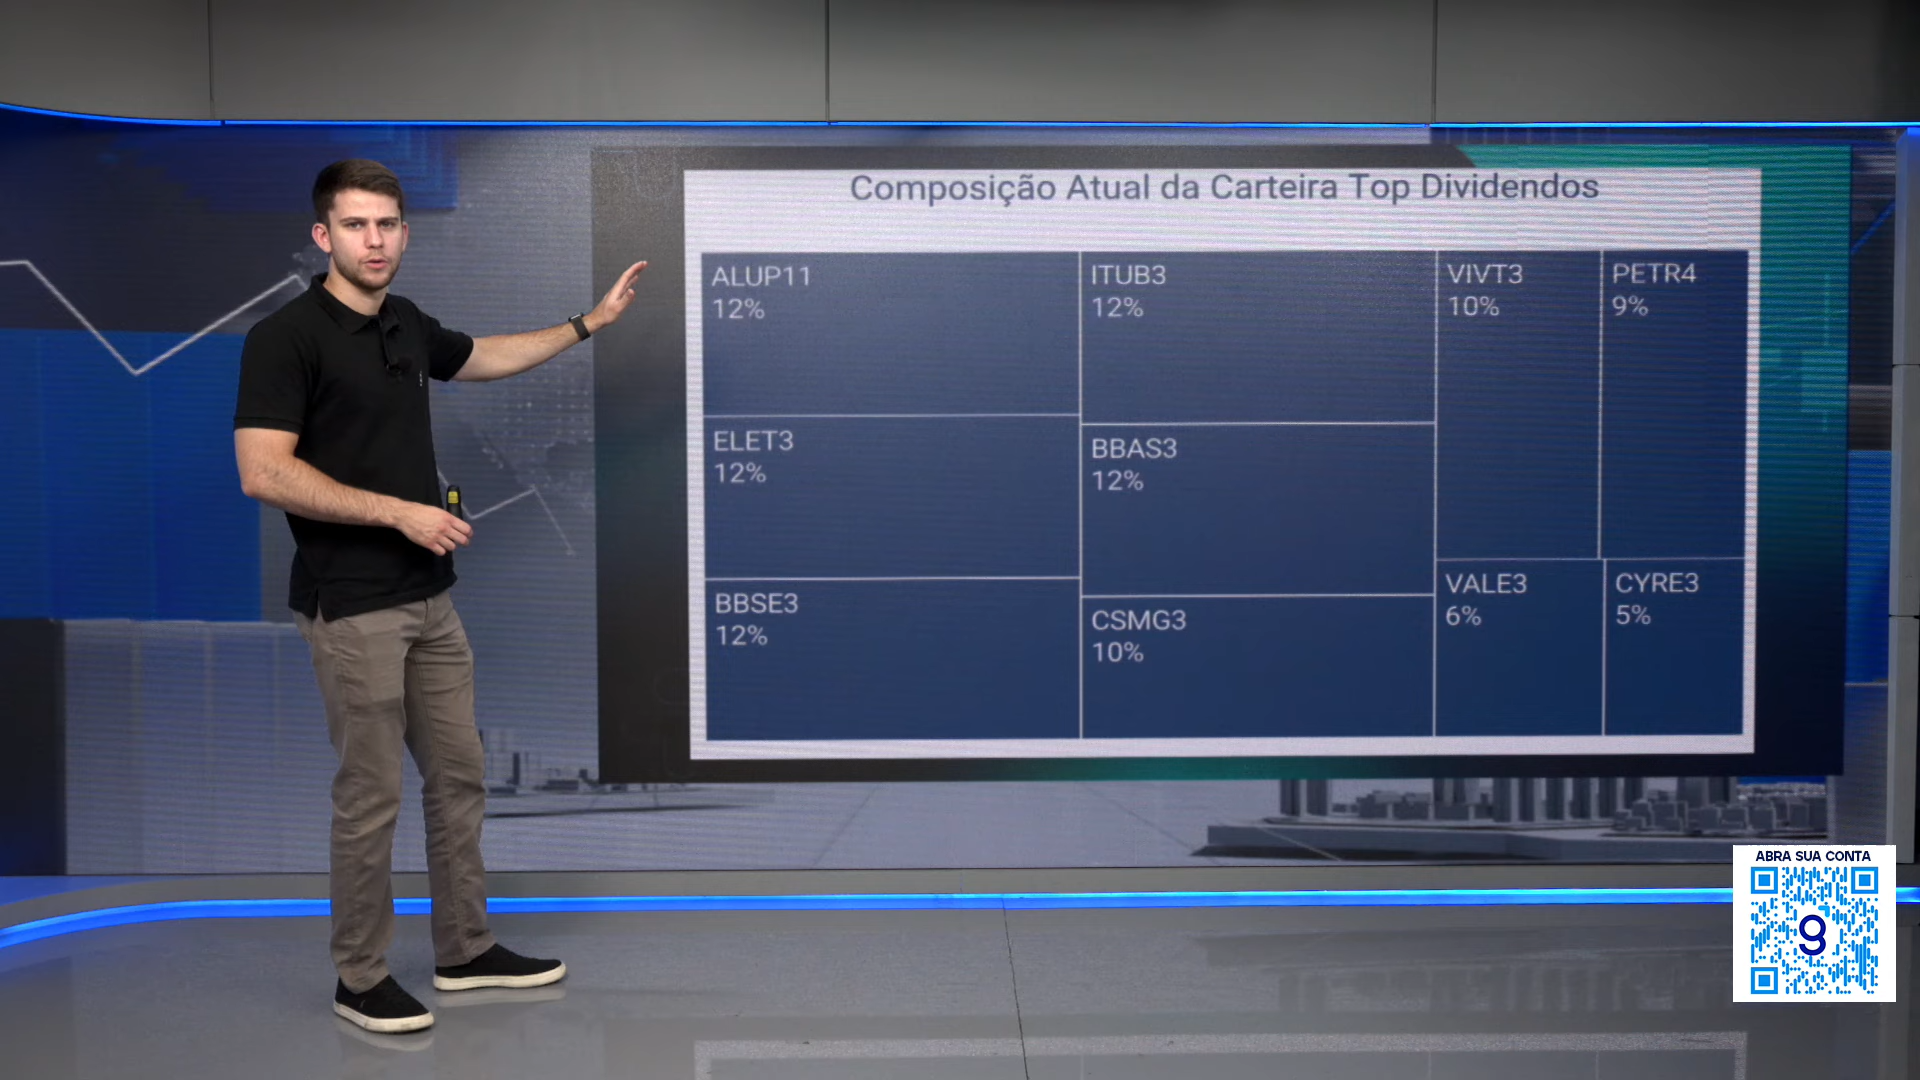 Composição Atual da Carteira Top Dividendos
ALUP11
12%
ELET3
12%
BBSE3
12%
ITUB3
12%
BBAS3
12%
CSMG3
10%
VIVT3
10%
PETR4
9%
VALE3
6%
CYRE3
5%
ABRA SUA CONTA